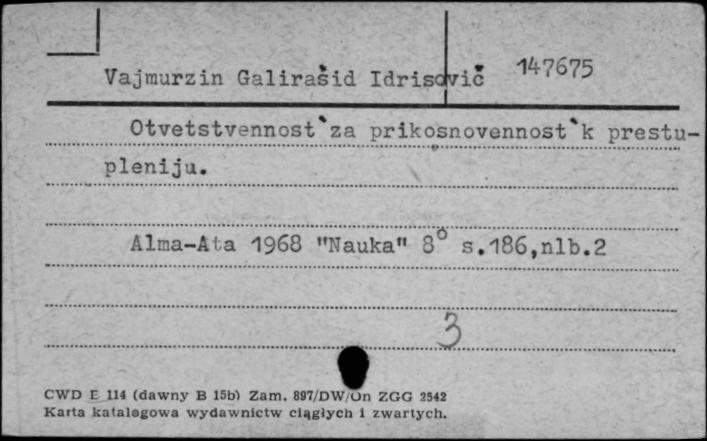 Vajmurzin Galirašid Idrisovič 147675
Otvetstvennost`za prikosnovennost`k prestu-
pleniju.
Alma-Ata 1968 "Nauka" 8° s.186,nlb.2
3
CWD E 114 (dawny B 15b) Zam. 897/DW/On ZGG 2542
Karta katalogowa wydawnictw ciągłych i zwartych.